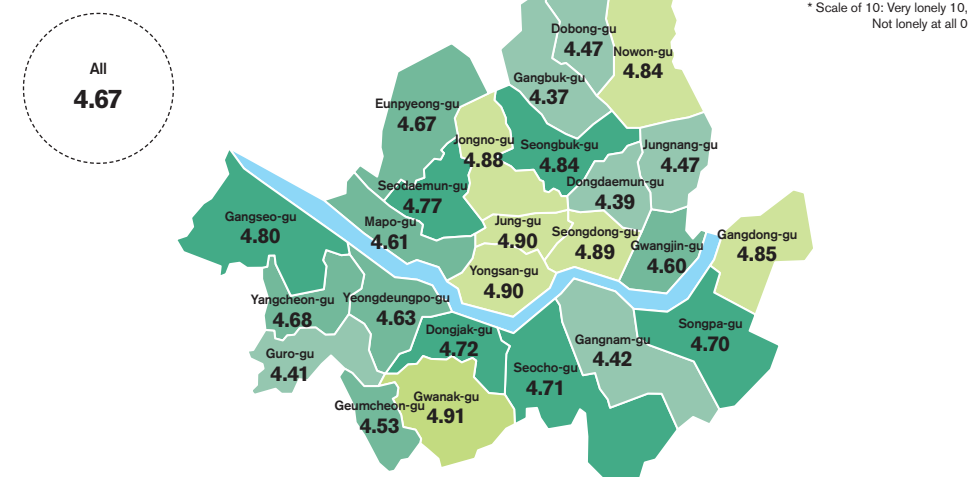 * Scale of 10: Very lonely 10,
Not lonely at all 0
All
4.67
Dobong-gu
4.47
Nowon-gu
4.84
Gangbuk-gu
4.37
Eunpyeong-gu
4.67
Jongno-gu
4.88
Seongbuk-gu
4.84
Jungnang-gu
4.47
Seodaemun-gu
4.77
Dongdaemun-gu
4.39
Gangseo-gu
4.80
Mapo-gu
4.61
Jung-gu
4.90
Seongdong-gu
4.89
Gwangjin-gu
4.60
Gangdong-gu
4.85
Yongsan-gu
4.90
Yangcheon-gu
4.68
Yeongdeungpo-gu
4.63
Dongjak-gu
4.72
Gangnam-gu
4.42
Songpa-gu
4.70
Guro-gu
4.41
Seocho-gu
4.71
Geumcheon-gu
4.53
Gwanak-gu
4.91